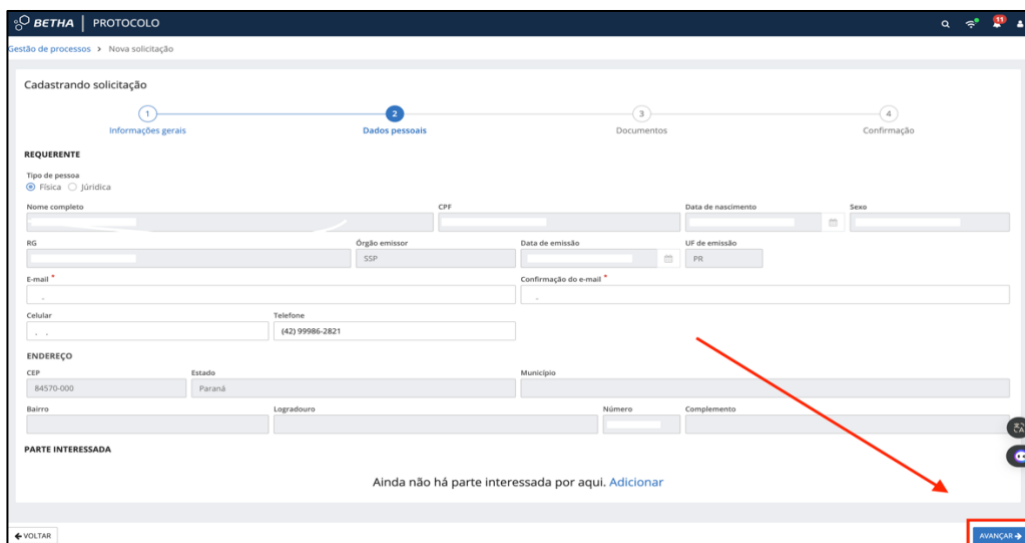 BETHA | PROTOCOLO
11
Gestão de processos > Nova solicitação
Cadastrando solicitação
1 2 3 4
Informações gerais Dados pessoais Documentos Confirmação
REQUERENTE
Tipo de pessoa
Física Júridica
Nome completo CPF Data de nascimento Sexo
RG Órgão emissor Data de emissão UF de emissão
SSP PR
E-mail * Confirmação do e-mail *
Celular Telefone
(42) 99986-2821
ENDEREÇO
CEP Estado Município
84570-000 Paraná
Bairro Logradouro Número Complemento
PARTE INTERESSADA
Ainda não há parte interessada por aqui. Adicionar
VOLTAR AVANÇAR